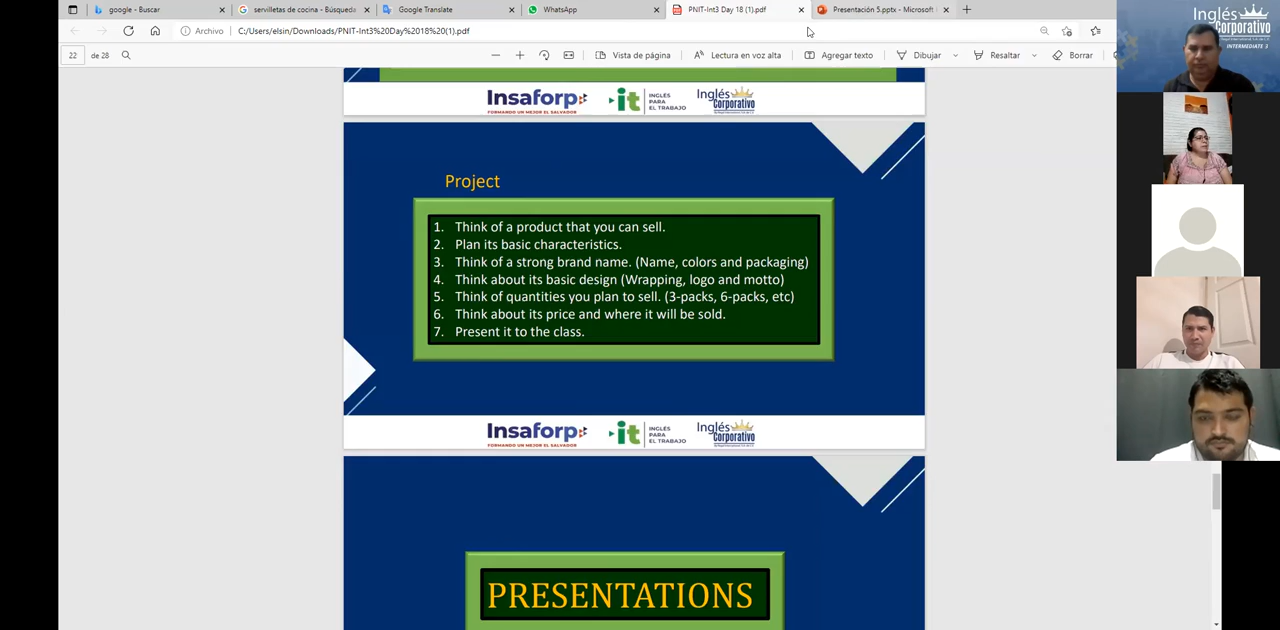 google - Buscar
servilletas de cocina - Búsqueda
Google Translate
WhatsApp
PNIT-Int3 Day 18 (1).pdf
Presentación 5.pptx - Microsoft
Archivo
C:/Users/elsin/Downloads/PNIT-Int3%20Day%2018%20(1).pdf
22 de 28
Vista de página
Lectura en voz alta
Agregar texto
Dibujar
Resaltar
Borrar
Inglés
Corporativo
INTERMEDIATE 3
Insaforp
FORMANDO UN MEJOR EL SALVADOR
it
INGLÉS
PARA
EL TRABAJO
Inglés
Corporativo
Project
1. Think of a product that you can sell.
2. Plan its basic characteristics.
3. Think of a strong brand name. (Name, colors and packaging)
4. Think about its basic design (Wrapping, logo and motto)
5. Think of quantities you plan to sell. (3-packs, 6-packs, etc)
6. Think about its price and where it will be sold.
7. Present it to the class.
Insaforp
FORMANDO UN MEJOR EL SALVADOR
it
INGLÉS
PARA
EL TRABAJO
Inglés
Corporativo
PRESENTATIONS